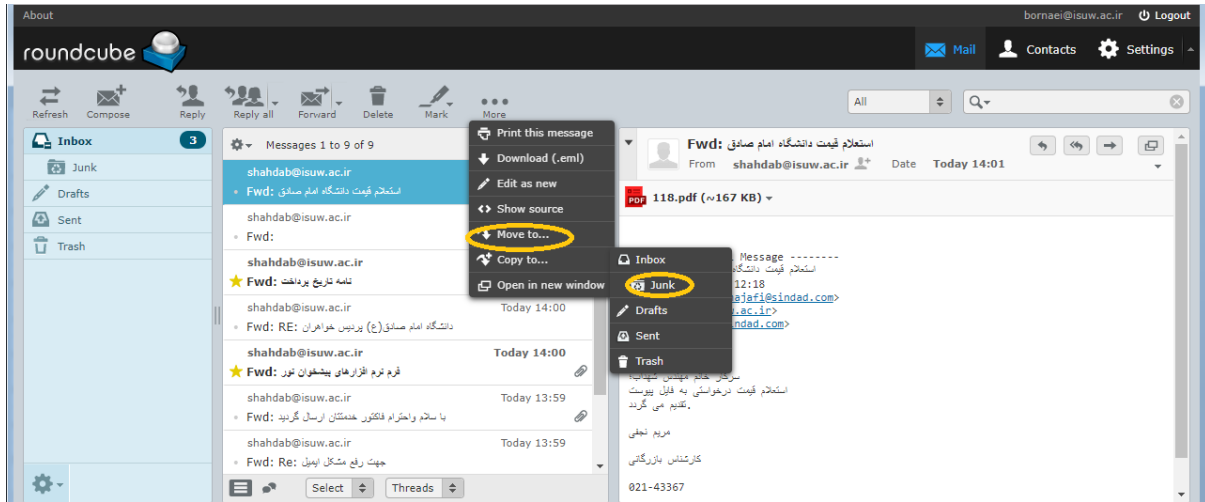 About
bornaei@isuw.ac.ir Logout
roundcube
Mail Contacts Settings
Refresh Compose Reply Reply all Forward Delete Mark More
All
Inbox 3
Junk
Drafts
Sent
Trash
Messages 1 to 9 of 9
shahdab@isuw.ac.ir
Fwd: استعلام قیمت دانشگاه امام صادق
shahdab@isuw.ac.ir
Fwd:
shahdab@isuw.ac.ir
Fwd: نامه تاریخ پرداخت
shahdab@isuw.ac.ir Today 14:00
Fwd: RE: دانشگاه امام صادق(ع) پردیس خواهران
shahdab@isuw.ac.ir Today 14:00
Fwd: فرم نرم افزارهای پیشخوان نور
shahdab@isuw.ac.ir Today 13:59
Fwd: با سلام واحترام فاکتور خدمتتان ارسال گردید
shahdab@isuw.ac.ir Today 13:59
Fwd: Re: جهت رفع مشکل ایمیل
Select Threads
Print this message
Download (.eml)
Edit as new
Show source
Move to...
Copy to...
Open in new window
Inbox
Junk
Drafts
Sent
Trash
Fwd: استعلام قیمت دانشگاه امام صادق
From shahdab@isuw.ac.ir Date Today 14:01
PDF 118.pdf (~167 KB)
Message --------
استعلام قیمت
12:18
ajafi@sindad.com>
.ac.ir>
indad.com>
سرکار خانم مهندس
استعلام قیمت درخواستی به فایل پیوست
تقدیم می گردد.
مریم نجفی
کارشناس بازرگانی
021-43367